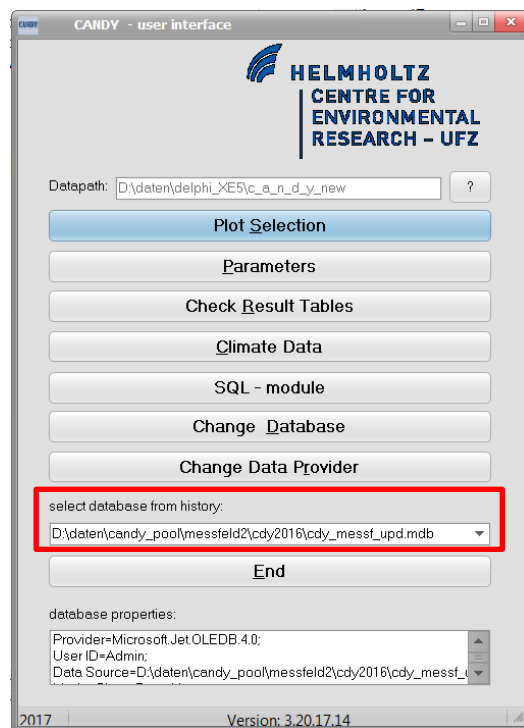 CANDY - user interface
HELMHOLTZ
CENTRE FOR
ENVIRONMENTAL
RESEARCH – UFZ
Datapath: D:\daten\delphi_XE5\c_a_n_d_y_new ?
Plot Selection
Parameters
Check Result Tables
Climate Data
SQL - module
Change Database
Change Data Provider
select database from history:
D:\daten\candy_pool\messfeld2\cdy2016\cdy_messf_upd.mdb
End
database properties:
Provider=Microsoft.Jet.OLEDB.4.0;
User ID=Admin;
Data Source=D:\daten\candy_pool\messfeld2\cdy2016\cdy_messf_u
2017 Version: 3.20.17.14